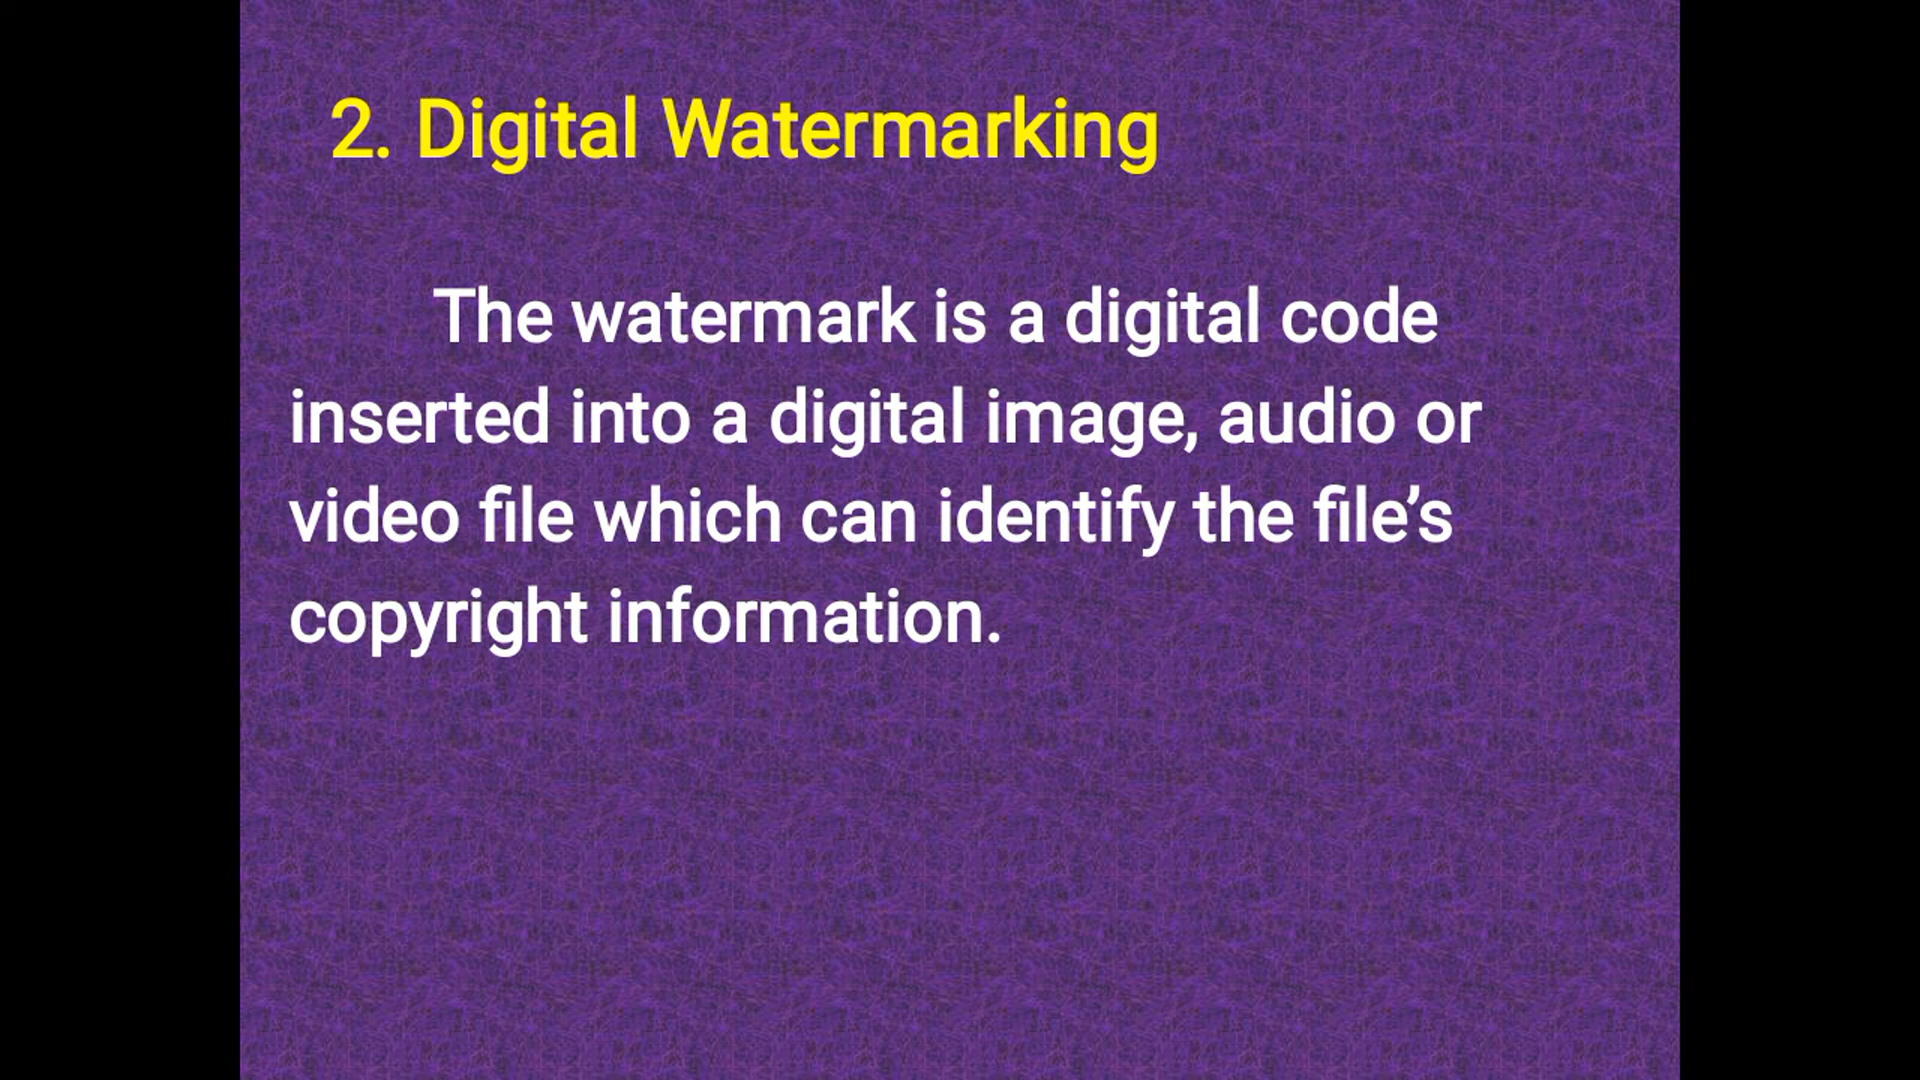 2. Digital Watermarking
The watermark is a digital code
inserted into a digital image, audio or
video file which can identify the file’s
copyright information.